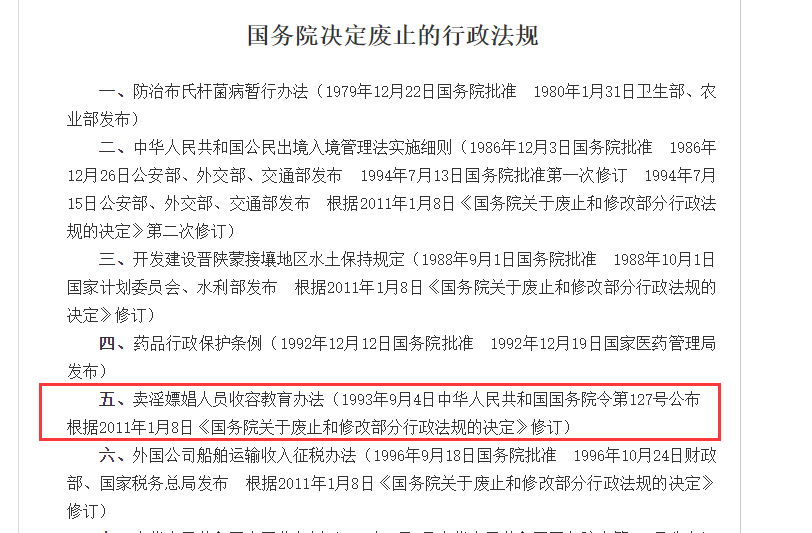 国务院决定废止的行政法规
一、防治布氏杆菌病暂行办法（1979年12月22日国务院批准　1980年1月31日卫生部、农
业部发布）
二、中华人民共和国公民出境入境管理法实施细则（1986年12月3日国务院批准　1986年
12月26日公安部、外交部、交通部发布　1994年7月13日国务院批准第一次修订　1994年7月
15日公安部、外交部、交通部发布　根据2011年1月8日《国务院关于废止和修改部分行政法
规的决定》第二次修订）
三、开发建设晋陕蒙接壤地区水土保持规定（1988年9月1日国务院批准　1988年10月1日
国家计划委员会、水利部发布　根据2011年1月8日《国务院关于废止和修改部分行政法规的
决定》修订）
四、药品行政保护条例（1992年12月12日国务院批准　1992年12月19日国家医药管理局
发布）
五、卖淫嫖娼人员收容教育办法（1993年9月4日中华人民共和国国务院令第127号公布
根据2011年1月8日《国务院关于废止和修改部分行政法规的决定》修订）
六、外国公司船舶运输收入征税办法（1996年9月18日国务院批准　1996年10月24日财政
部、国家税务总局发布　根据2011年1月8日《国务院关于废止和修改部分行政法规的决定》
修订）